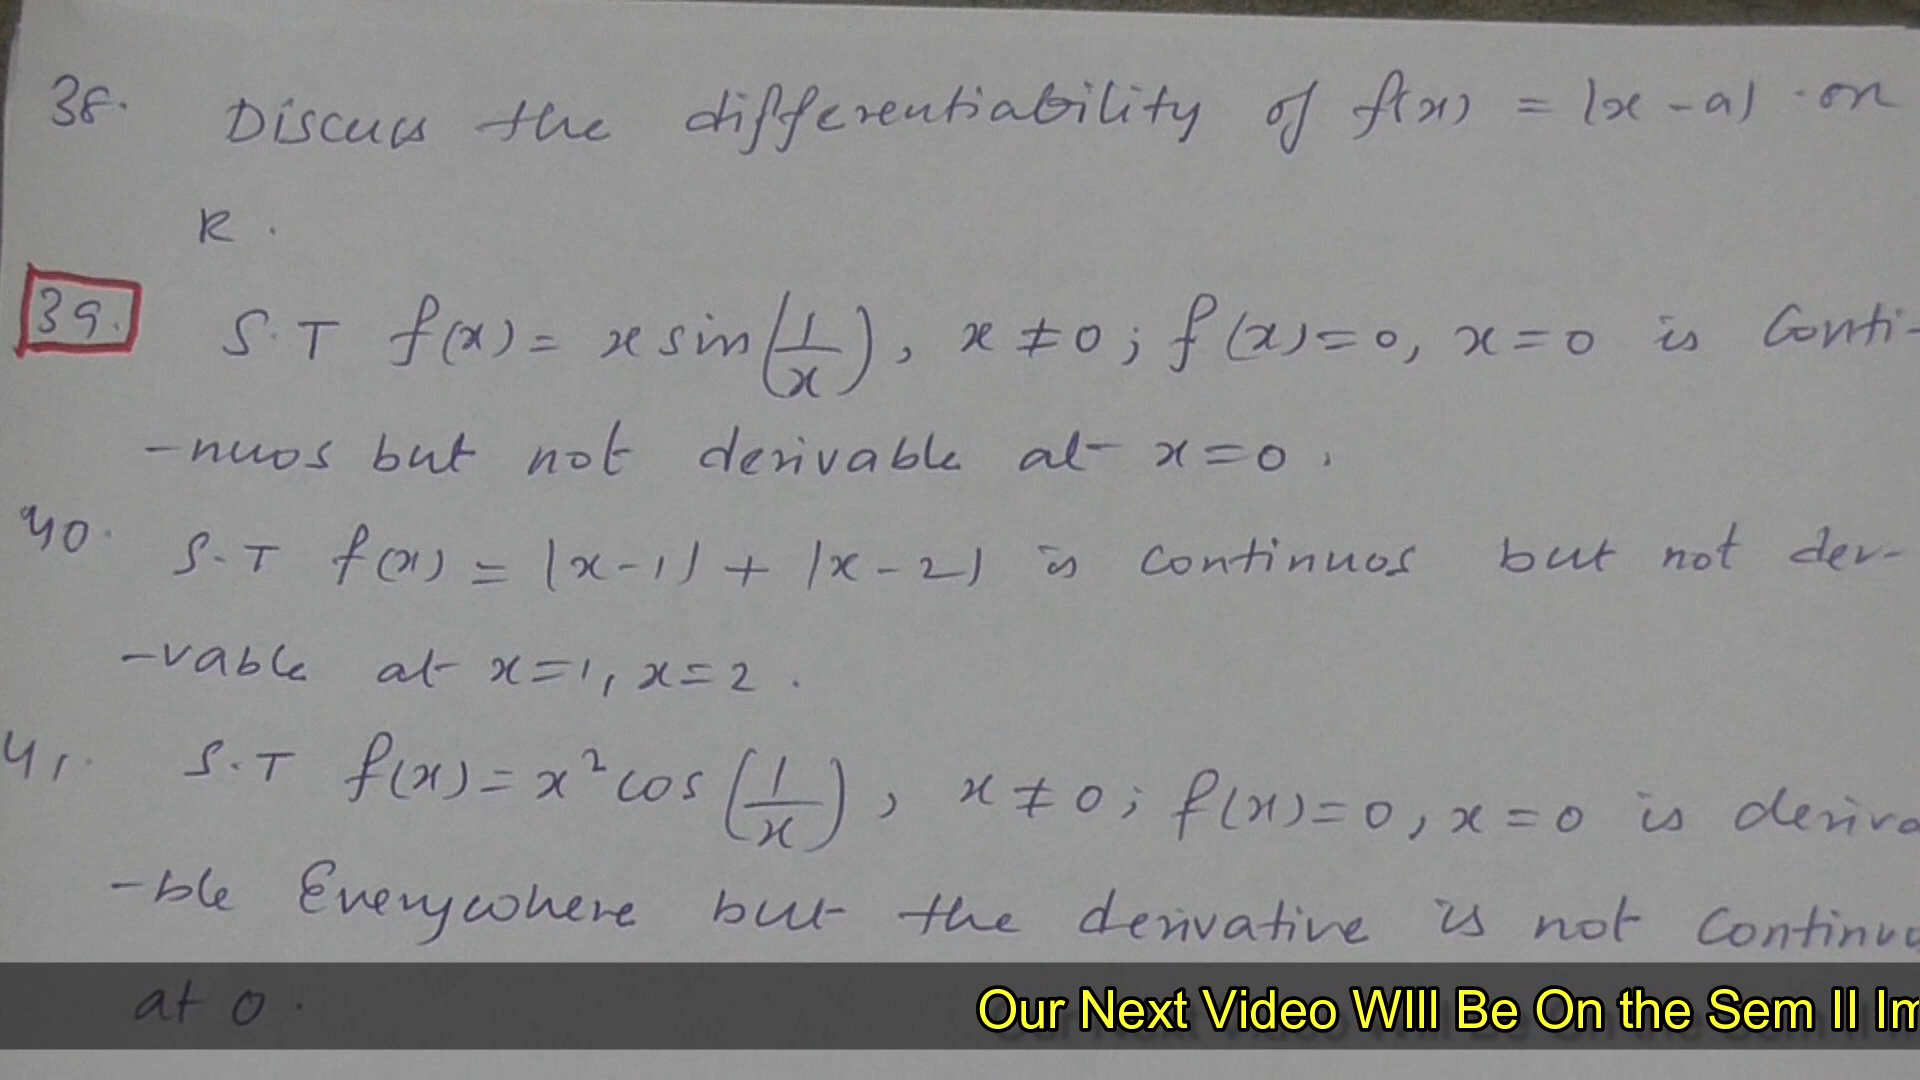 38. Discuss the differentiability of f(x) = |x - a| on
R.
39. S.T f(x) = x sin(1/x), x ≠ 0; f(x) = 0, x = 0 is Conti-
-nuos but not derivable at x = 0.
40. S.T f(x) = |x - 1| + |x - 2| is continuos but not der-
-vable at x = 1, x = 2.
41. S.T f(x) = x² cos(1/x), x ≠ 0; f(x) = 0, x = 0 is deriva
-ble Everywhere but the derivative is not Continuo
at 0.
Our Next Video WIll Be On the Sem II Im